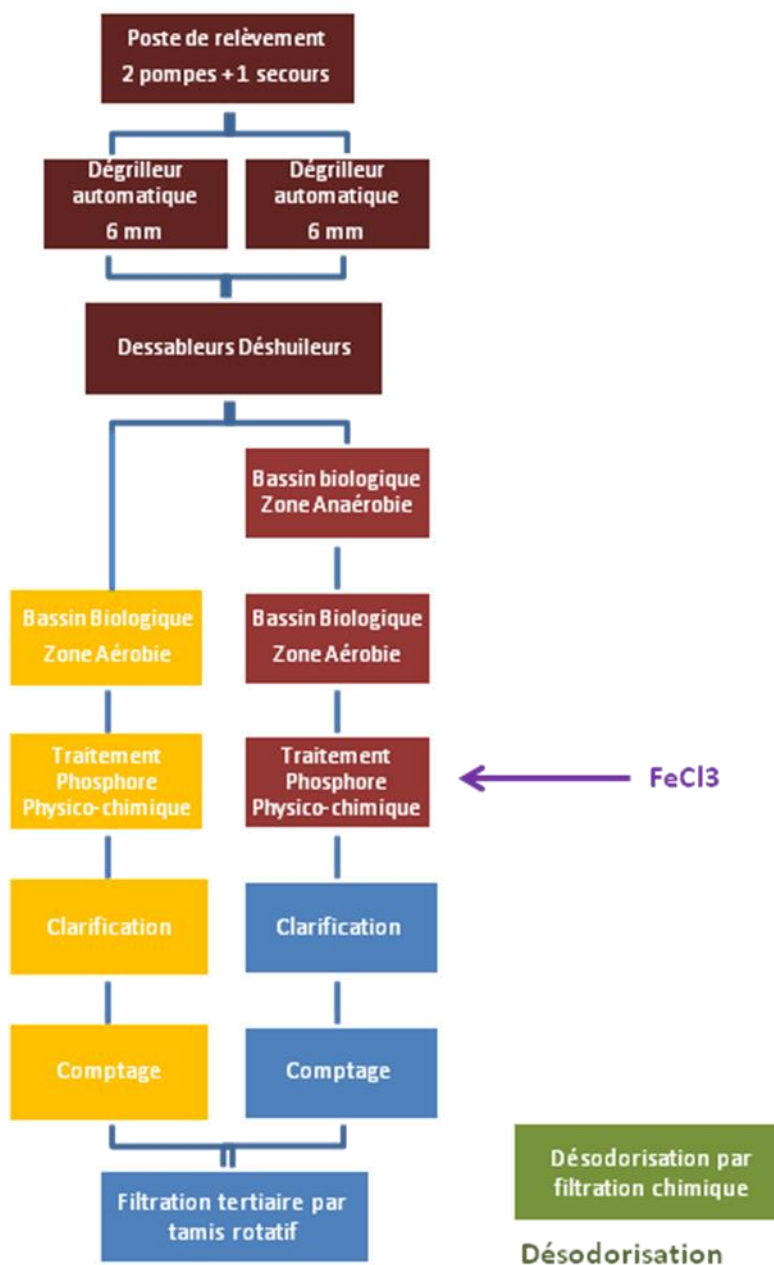 Poste de relèvement
2 pompes + 1 secours
Dégrilleur
automatique
6 mm
Dégrilleur
automatique
6 mm
Dessableurs Déshuileurs
Bassin biologique
Zone Anaérobie
Bassin Biologique
Zone Aérobie
Bassin Biologique
Zone Aérobie
Traitement
Phosphore
Physico-chimique
Traitement
Phosphore
Physico-chimique
FeCl3
Clarification
Clarification
Comptage
Comptage
Filtration tertiaire par
tamis rotatif
Désodorisation par
filtration chimique
Désodorisation